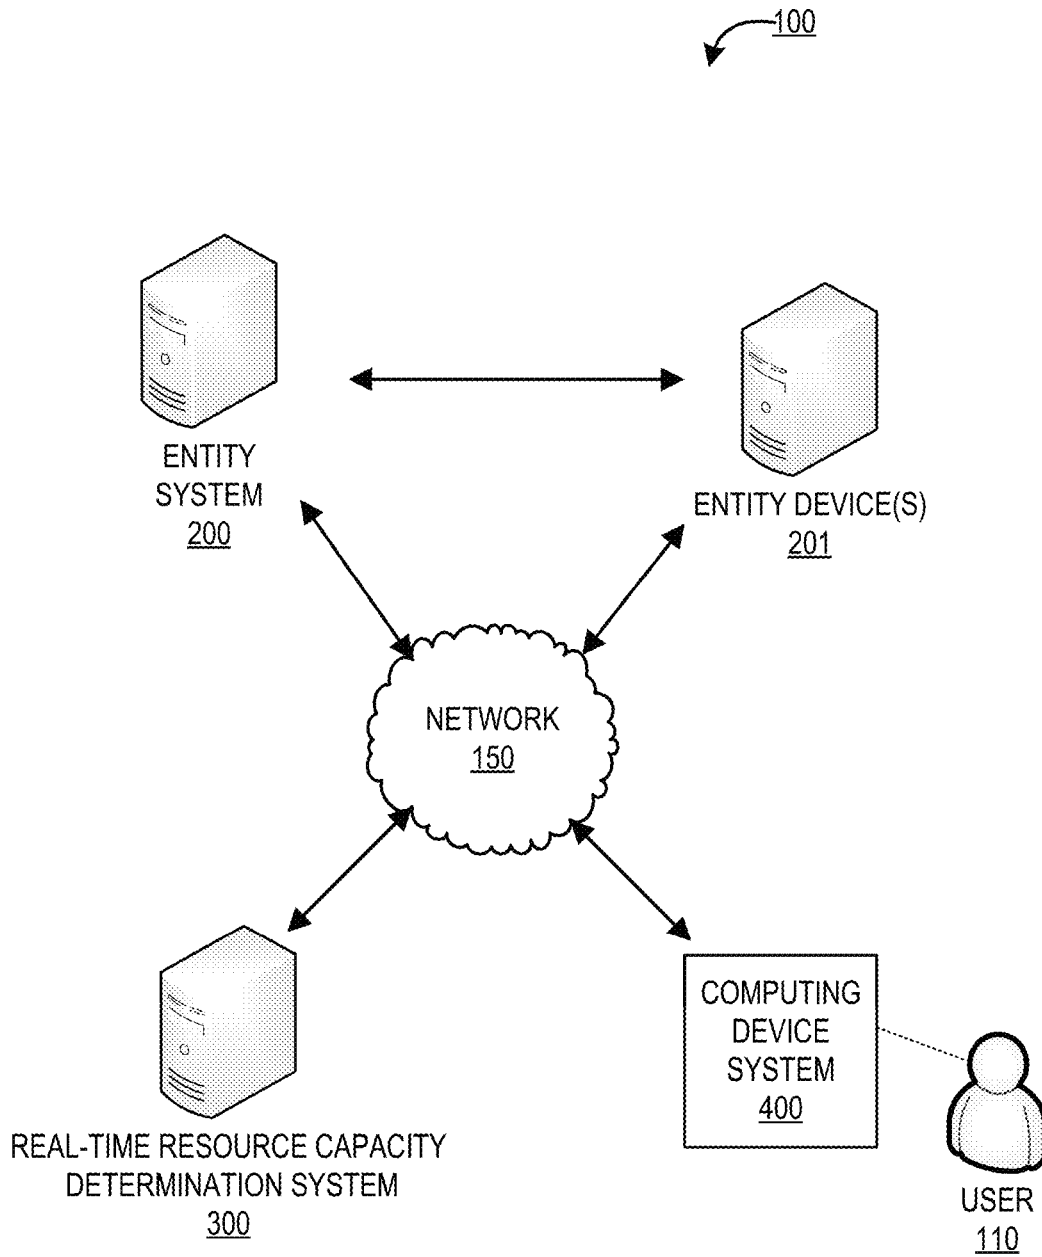 100
ENTITY
SYSTEM
200
ENTITY DEVICE(S)
201
NETWORK
150
REAL-TIME RESOURCE CAPACITY
DETERMINATION SYSTEM
300
COMPUTING
DEVICE
SYSTEM
400
USER
110